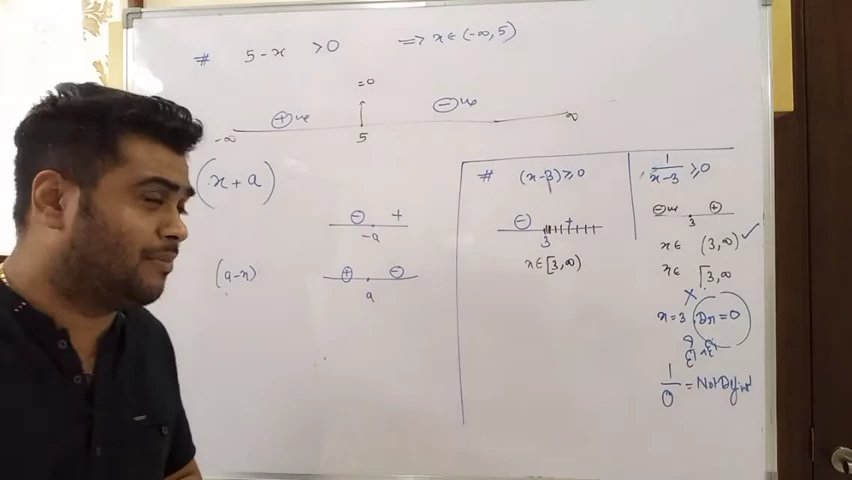 # 5-x >0 => x∈(-∞,5)
=0
⊕ve ⊖ve
-∞ 5 ∞
(x+a)
⊖ +
-a
(a-x)
⊕ ⊖
a
# (x-3)≥0
⊖ +
3
x∈[3,∞)
1/(x-3) ≥0
⊖ve ⊕
3
x∈ (3,∞) ✓
x∈ [3,∞
x
x=3 Dr=0
1/0 = Not Defined